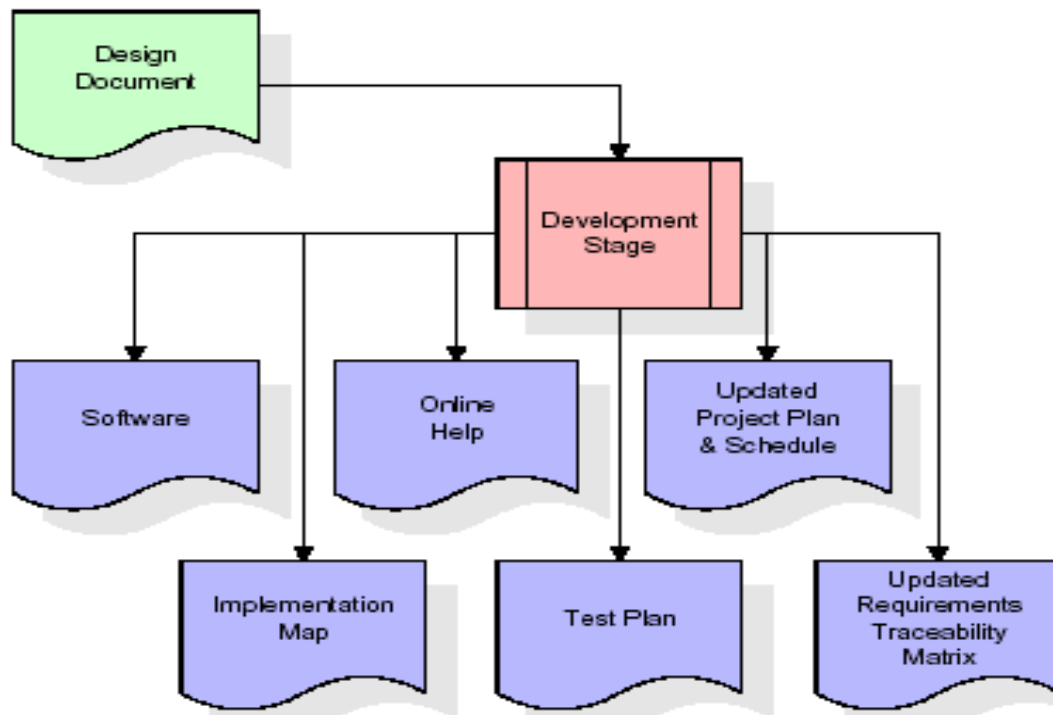 Design
Document
Development
Stage
Software
Online
Help
Updated
Project Plan
& Schedule
Implementation
Map
Test Plan
Updated
Requirements
Traceability
Matrix